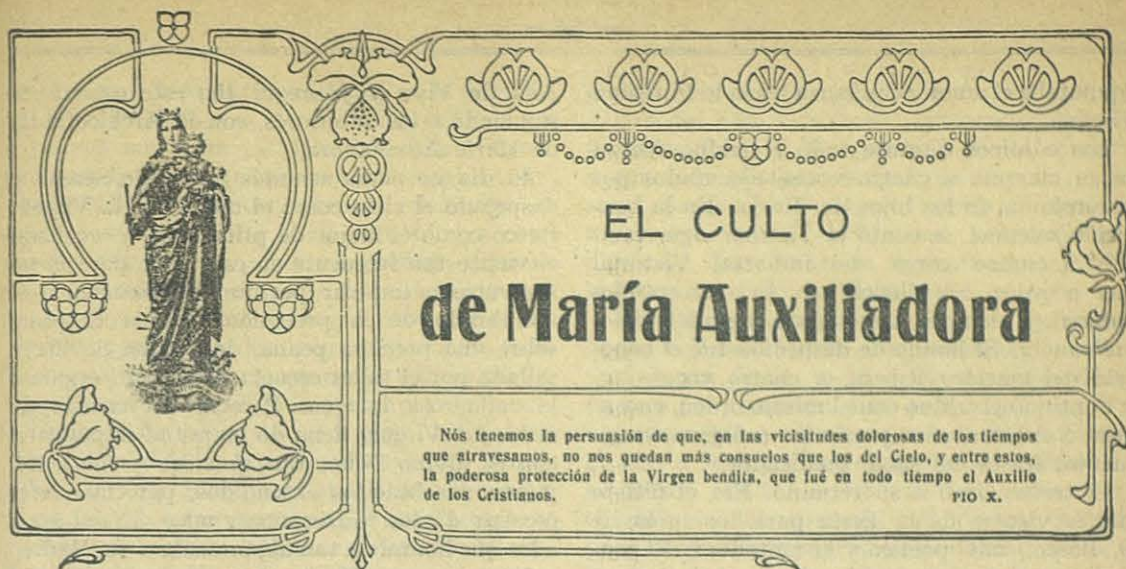 EL CULTO
de María Auxiliadora
Nós tenemos la persuasión de que, en las vicisitudes dolorosas de los tiempos
que atravesamos, no nos quedan más consuelos que los del Cielo, y entre estos,
la poderosa protección de la Virgen bendita, que fué en todo tiempo el Auxilio
de los Cristianos.
PIO X.